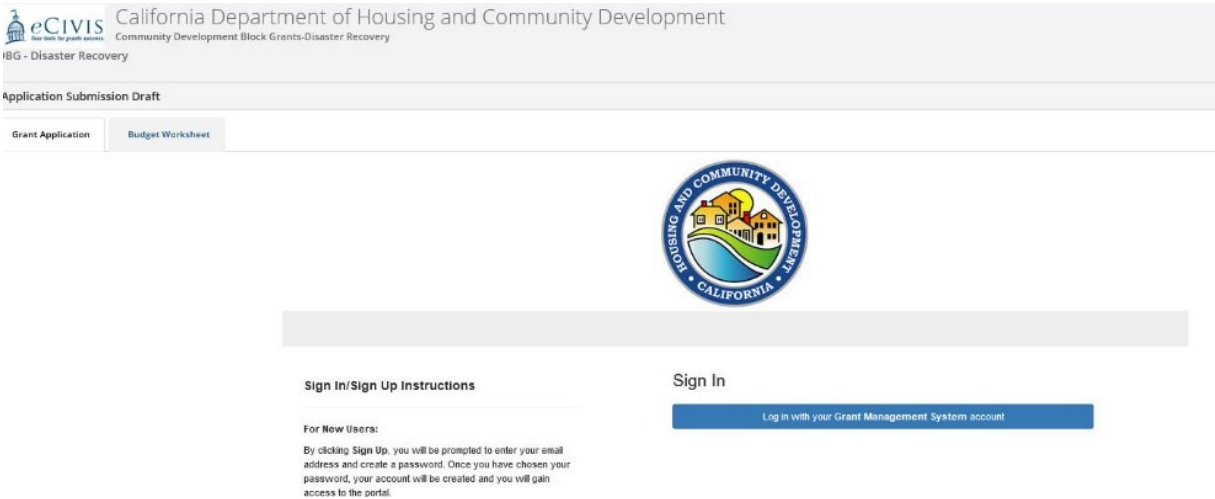 eCIVIS California Department of Housing and Community Development
Your tools for grants success. Community Development Block Grants-Disaster Recovery
BG - Disaster Recovery
Application Submission Draft
Grant Application Budget Worksheet
HOUSING AND COMMUNITY DEVELOPMENT
CALIFORNIA
Sign In/Sign Up Instructions
Sign In
Log in with your Grant Management System account
For New Users:
By clicking Sign Up, you will be prompted to enter your email
address and create a password. Once you have chosen your
password, your account will be created and you will gain
access to the portal.